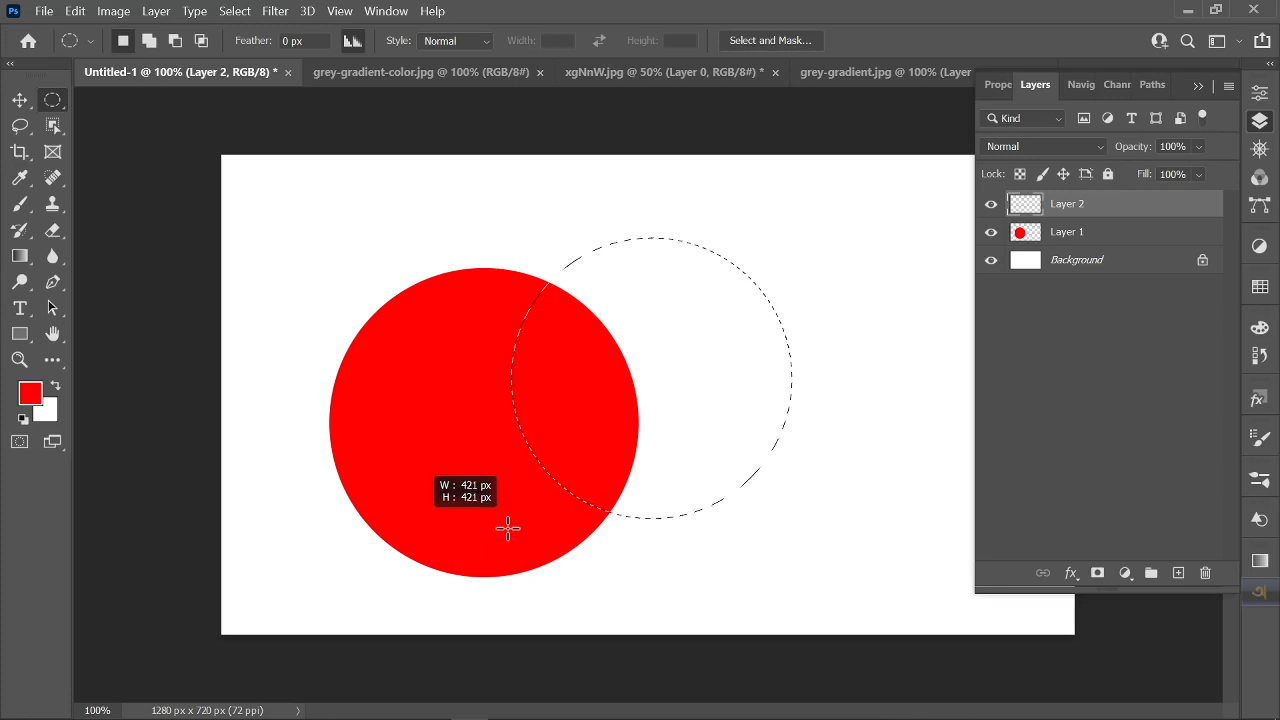 Ps File Edit Image Layer Type Select Filter 3D View Window Help
Feather: 0 px Style: Normal Width: Height: Select and Mask...
Untitled-1 @ 100% (Layer 2, RGB/8) * × grey-gradient-color.jpg @ 100% (RGB/8#) × xgNnW.jpg @ 50% (Layer 0, RGB/8#) * × grey-gradient.jpg @ 100% (Layer
Prope Layers Navig Chanr Paths
Kind
Normal Opacity: 100%
Lock: Fill: 100%
Layer 2
Layer 1
Background
W : 421 px
H : 421 px
100% 1280 px x 720 px (72 ppi)